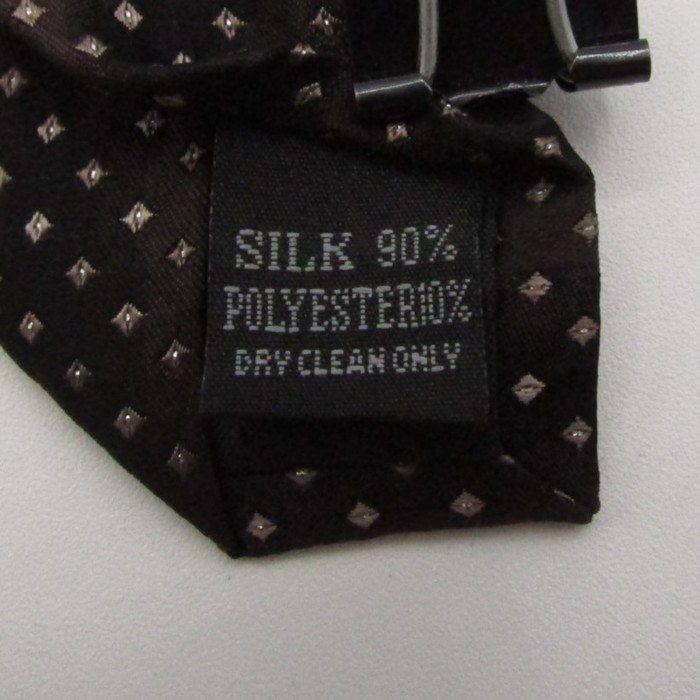 SILK 90%
POLYESTER10%
DRY CLEAN ONLY